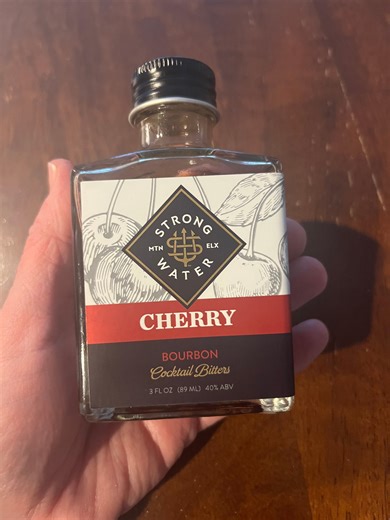 STRONG
MTN ELX
WATER
CHERRY
BOURBON
Cocktail Bitters
3 FL OZ (89 ML) 40% ABV